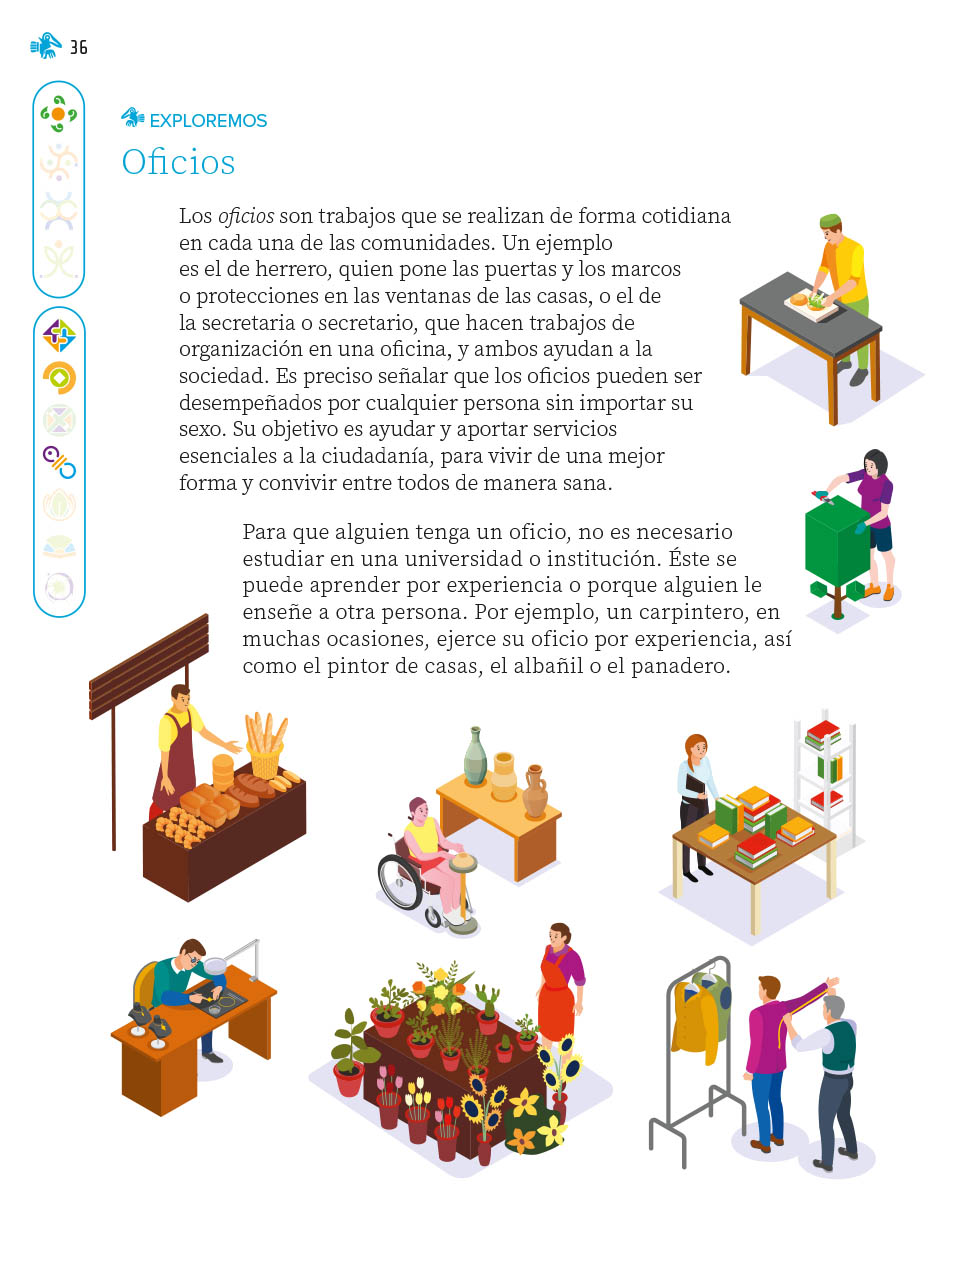 36
EXPLOREMOS
Oficios
Los oficios son trabajos que se realizan de forma cotidiana
en cada una de las comunidades. Un ejemplo
es el de herrero, quien pone las puertas y los marcos
o protecciones en las ventanas de las casas, o el de
la secretaria o secretario, que hacen trabajos de
organización en una oficina, y ambos ayudan a la
sociedad. Es preciso señalar que los oficios pueden ser
desempeñados por cualquier persona sin importar su
sexo. Su objetivo es ayudar y aportar servicios
esenciales a la ciudadanía, para vivir de una mejor
forma y convivir entre todos de manera sana.
Para que alguien tenga un oficio, no es necesario
estudiar en una universidad o institución. Éste se
puede aprender por experiencia o porque alguien le
enseñe a otra persona. Por ejemplo, un carpintero, en
muchas ocasiones, ejerce su oficio por experiencia, así
como el pintor de casas, el albañil o el panadero.